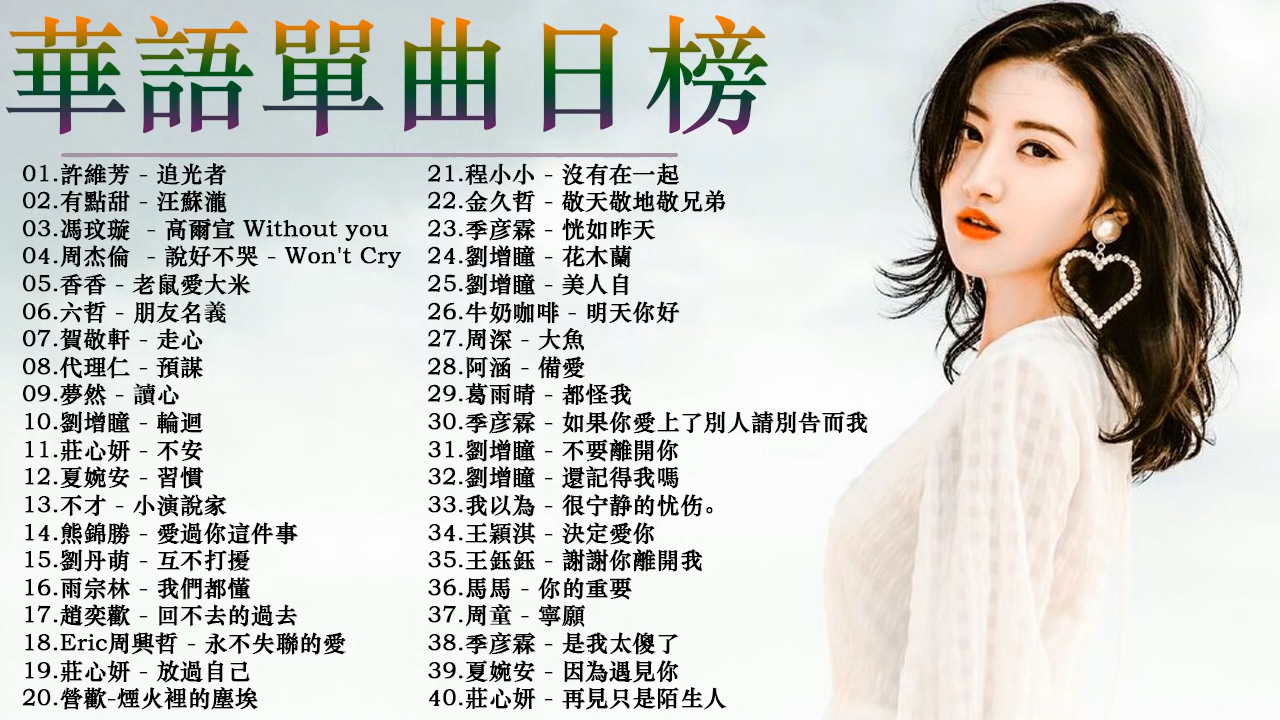 華語單曲日榜
01.許維芳 - 追光者
02.有點甜 - 汪蘇瀧
03.馮玟璇 - 高爾宣 Without you
04.周杰倫 - 說好不哭 - Won't Cry
05.香香 - 老鼠愛大米
06.六哲 - 朋友名義
07.賀敬軒 - 走心
08.代理仁 - 預謀
09.夢然 - 讀心
10.劉增瞳 - 輪迴
11.莊心妍 - 不安
12.夏婉安 - 習慣
13.不才 - 小演說家
14.熊錦勝 - 愛過你這件事
15.劉丹萌 - 互不打擾
16.雨宗林 - 我們都懂
17.趙奕歡 - 回不去的過去
18.Eric周興哲 - 永不失聯的愛
19.莊心妍 - 放過自己
20.營歡-煙火裡的塵埃
21.程小小 - 沒有在一起
22.金久哲 - 敬天敬地敬兄弟
23.季彦霖 - 恍如昨天
24.劉增瞳 - 花木蘭
25.劉增瞳 - 美人自
26.牛奶咖啡 - 明天你好
27.周深 - 大魚
28.阿涵 - 備愛
29.葛雨晴 - 都怪我
30.季彦霖 - 如果你愛上了別人請別告而我
31.劉增瞳 - 不要離開你
32.劉增瞳 - 還記得我嗎
33.我以為 - 很宁静的忧伤。
34.王穎淇 - 決定愛你
35.王鈺鈺 - 謝謝你離開我
36.馬馬 - 你的重要
37.周童 - 寧願
38.季彦霖 - 是我太傻了
39.夏婉安 - 因為遇見你
40.莊心妍 - 再見只是陌生人